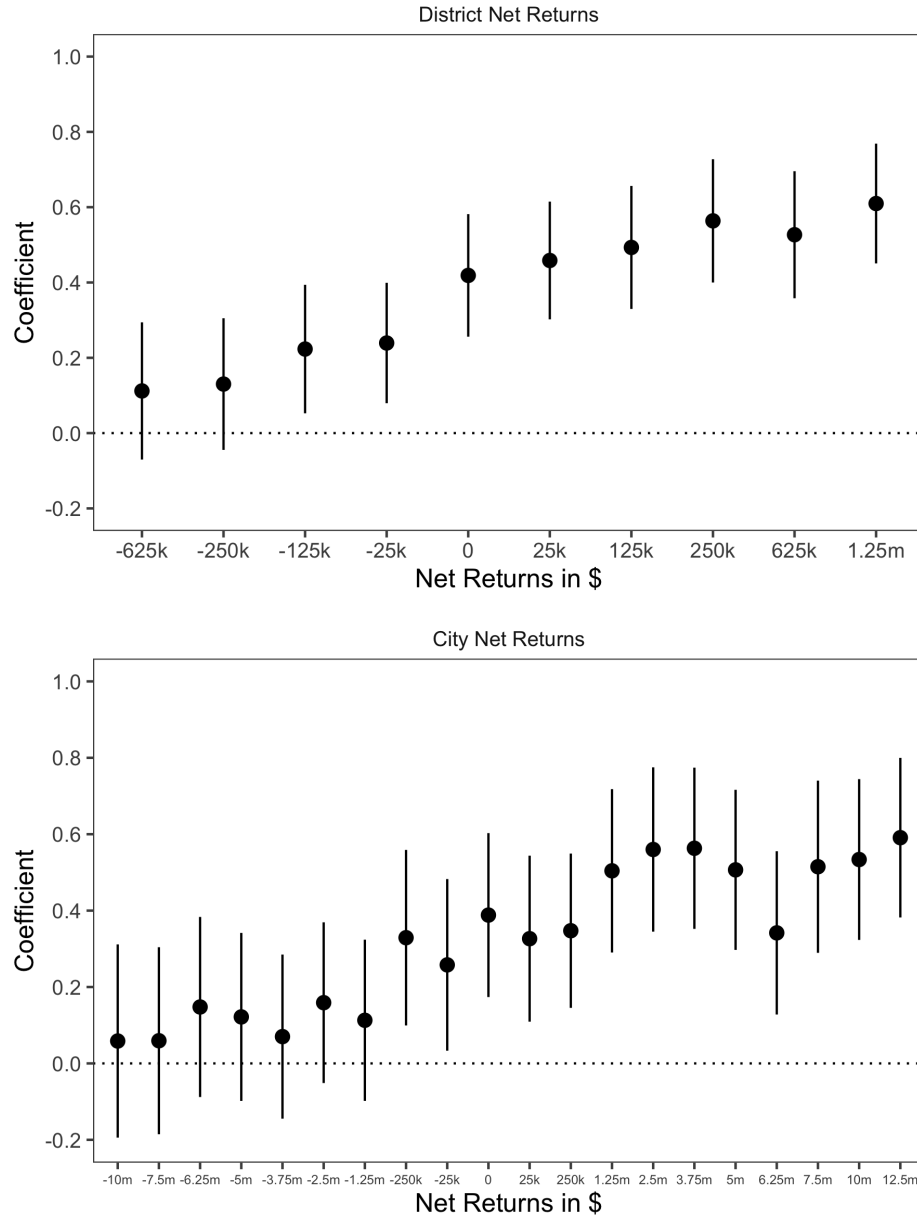 District Net Returns
1.0
0.8
0.6
0.4
0.2
0.0
-0.2
Coefficient
-625k -250k -125k -25k 0 25k 125k 250k 625k 1.25m
Net Returns in $
City Net Returns
1.0
0.8
0.6
0.4
0.2
0.0
-0.2
Coefficient
-10m -7.5m -6.25m -5m -3.75m -2.5m -1.25m -250k -25k 0 25k 250k 1.25m 2.5m 3.75m 5m 6.25m 7.5m 10m 12.5m
Net Returns in $